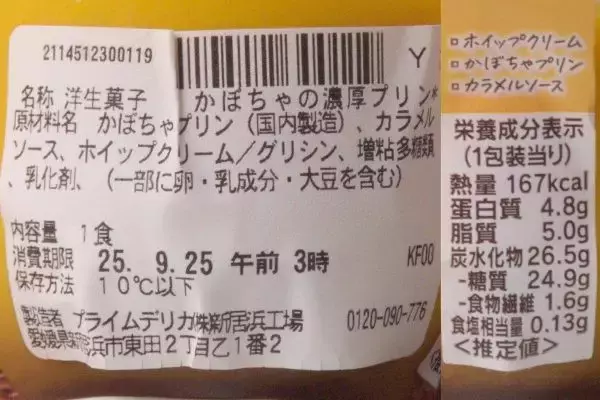 2114512300119
Y
名称 洋生菓子 かぼちゃの濃厚プリン*
原材料名 かぼちゃプリン(国内製造)、カラメル
ソース、ホイップクリーム/グリシン、増粘多糖類
、乳化剤、(一部に卵・乳成分・大豆を含む)
内容量 1食
消費期限 25. 9.25 午前 3時 KF00
保存方法 10℃以下
製造者 プライムデリカ㈱新居浜工場 0120-090-776
愛媛県新居浜市東田2丁目乙1番2
ホイップクリーム
かぼちゃプリン
カラメルソース
栄養成分表示
(1包装当り)
熱量 167kcal
蛋白質 4.8g
脂質 5.0g
炭水化物 26.5g
-糖質 24.9g
-食物繊維 1.6g
食塩相当量 0.13g
<推定値>